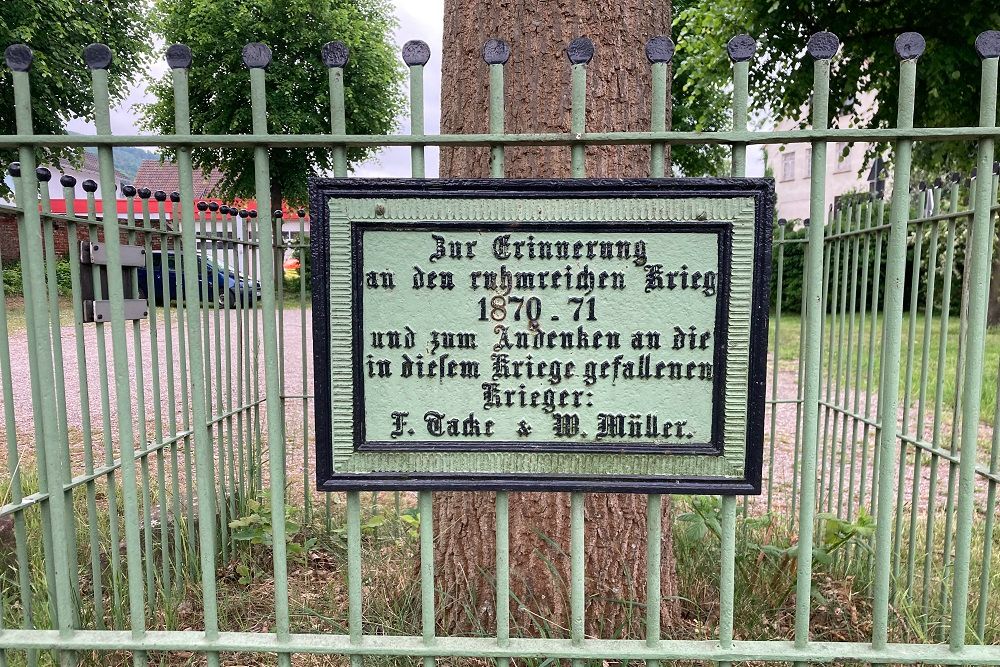 Zur Erinnerung
an den ruhmreichen Krieg
1870-71
und zum Andenken an die
in diesem Kriege gefallenen
Krieger:
F. Tacke & W. Müller.